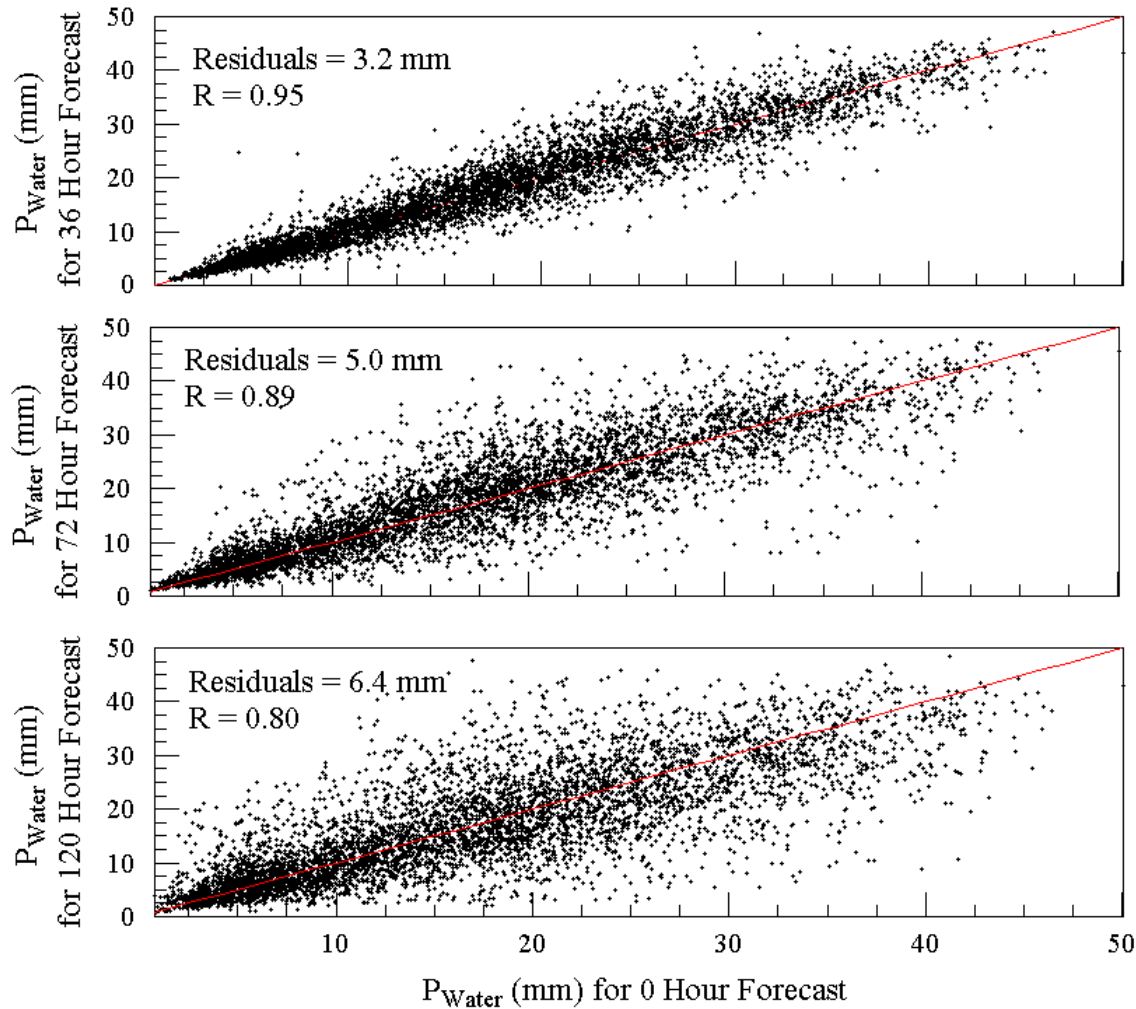 50
40
30
20
10
0
P_Water (mm)
for 36 Hour Forecast
Residuals = 3.2 mm
R = 0.95
50
40
30
20
10
0
P_Water (mm)
for 72 Hour Forecast
Residuals = 5.0 mm
R = 0.89
50
40
30
20
10
0
P_Water (mm)
for 120 Hour Forecast
Residuals = 6.4 mm
R = 0.80
10 20 30 40 50
P_Water (mm) for 0 Hour Forecast